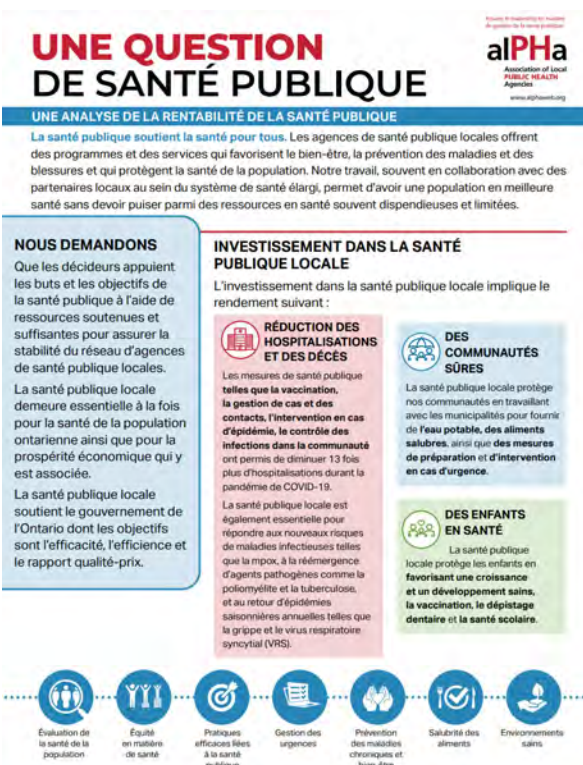 UNE QUESTION
DE SANTÉ PUBLIQUE
alPHa
Association of Local
PUBLIC HEALTH
Agencies
www.alphaweb.org
UNE ANALYSE DE LA RENTABILITÉ DE LA SANTÉ PUBLIQUE
La santé publique soutient la santé pour tous. Les agences de santé publique locales offrent
des programmes et des services qui favorisent le bien-être, la prévention des maladies et des
blessures et qui protègent la santé de la population. Notre travail, souvent en collaboration avec des
partenaires locaux au sein du système de santé élargi, permet d'avoir une population en meilleure
santé sans devoir puiser parmi des ressources en santé souvent dispendieuses et limitées.
NOUS DEMANDONS
Que les décideurs appuient
les buts et les objectifs de
la santé publique à l'aide de
ressources soutenues et
suffisantes pour assurer la
stabilité du réseau d'agences
de santé publique locales.
La santé publique locale
demeure essentielle à la fois
pour la santé de la population
ontarienne ainsi que pour la
prospérité économique qui y
est associée.
La santé publique locale
soutient le gouvernement de
l'Ontario dont les objectifs
sont l'efficacité, l'efficience et
le rapport qualité-prix.
INVESTISSEMENT DANS LA SANTÉ
PUBLIQUE LOCALE
L'investissement dans la santé publique locale implique le
rendement suivant :
RÉDUCTION DES
HOSPITALISATIONS
ET DES DÉCÈS
Les mesures de santé publique
telles que la vaccination,
la gestion de cas et des
contacts, l'intervention en cas
d'épidémie, le contrôle des
infections dans la communauté
ont permis de diminuer 13 fois
plus d'hospitalisations durant la
pandémie de COVID-19.
La santé publique locale est
également essentielle pour
répondre aux nouveaux risques
de maladies infectieuses telles
que la mpox, à la réémergence
d'agents pathogènes comme la
poliomyélite et la tuberculose,
et au retour d'épidémies
saisonnières annuelles telles que
la grippe et le virus respiratoire
syncytial (VRS).
DES
COMMUNAUTÉS
SÛRES
La santé publique locale protège
nos communautés en travaillant
avec les municipalités pour fournir
de l'eau potable, des aliments
salubres, ainsi que des mesures
de préparation et d'intervention
en cas d'urgence.
DES ENFANTS
EN SANTÉ
La santé publique
locale protège les enfants en
favorisant une croissance
et un développement sains,
la vaccination, le dépistage
dentaire et la santé scolaire.
Évaluation de
la santé de la
population
Équité
en matière
de santé
Pratiques
efficaces liées
à la santé
Gestion des
urgences
Prévention
des maladies
chroniques et
Salubrité des
aliments
Environnements
sains